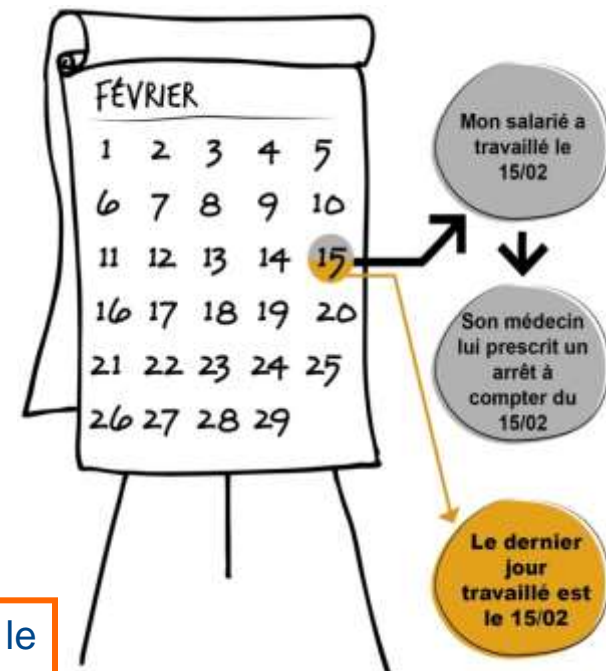 FÉVRIER
1 2 3 4 5
6 7 8 9 10
11 12 13 14 15
16 17 18 19 20
21 22 23 24 25
26 27 28 29
Mon salarié a
travaillé le
15/02
Son médecin
lui prescrit un
arrêt à
compter du
15/02
Le dernier
jour
travaillé est
le 15/02
le